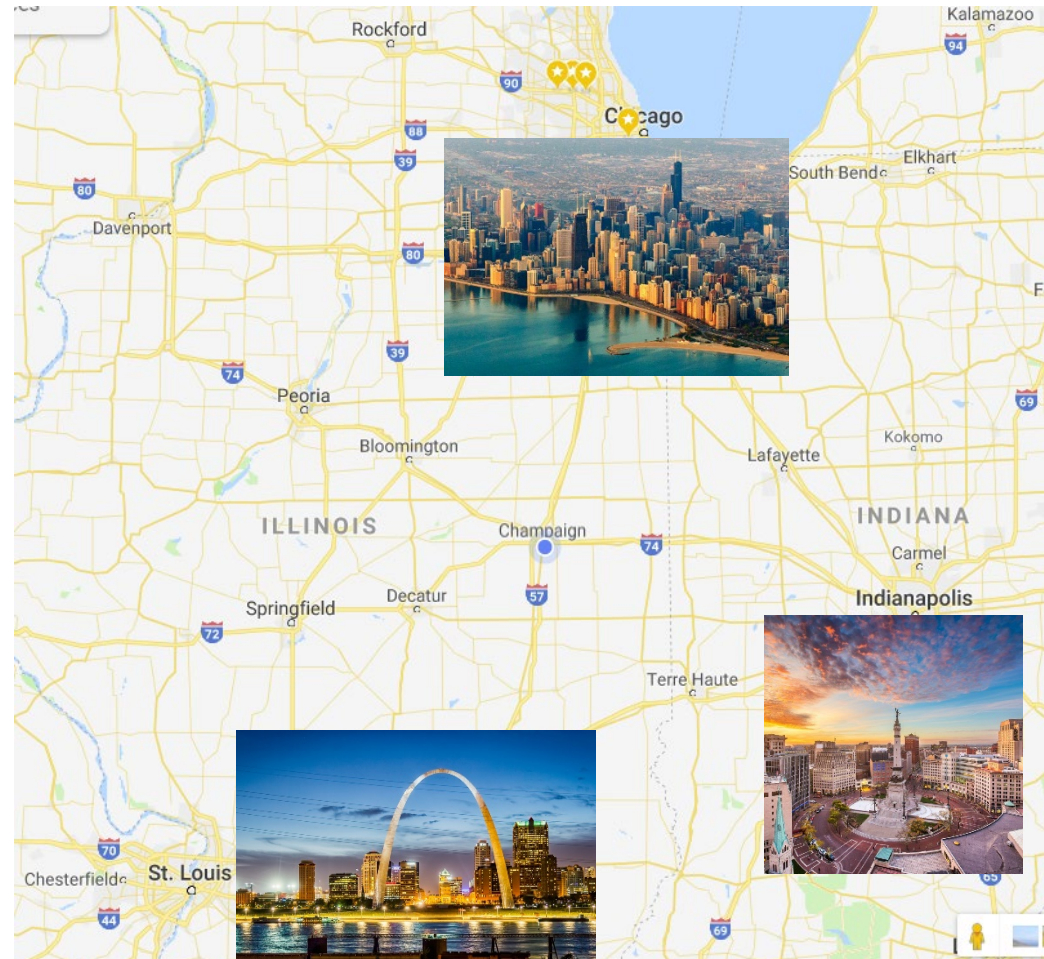 Kalamazoo
Rockford
94
90
Chicago
88
39
Elkhart
South Bend
80
Davenport
80
39
74
Peoria
69
Bloomington
Kokomo
Lafayette
ILLINOIS
INDIANA
Champaign
74
Carmel
Decatur
57
Indianapolis
Springfield
72
Terre Haute
70
St. Louis
Chesterfield
65
44
69